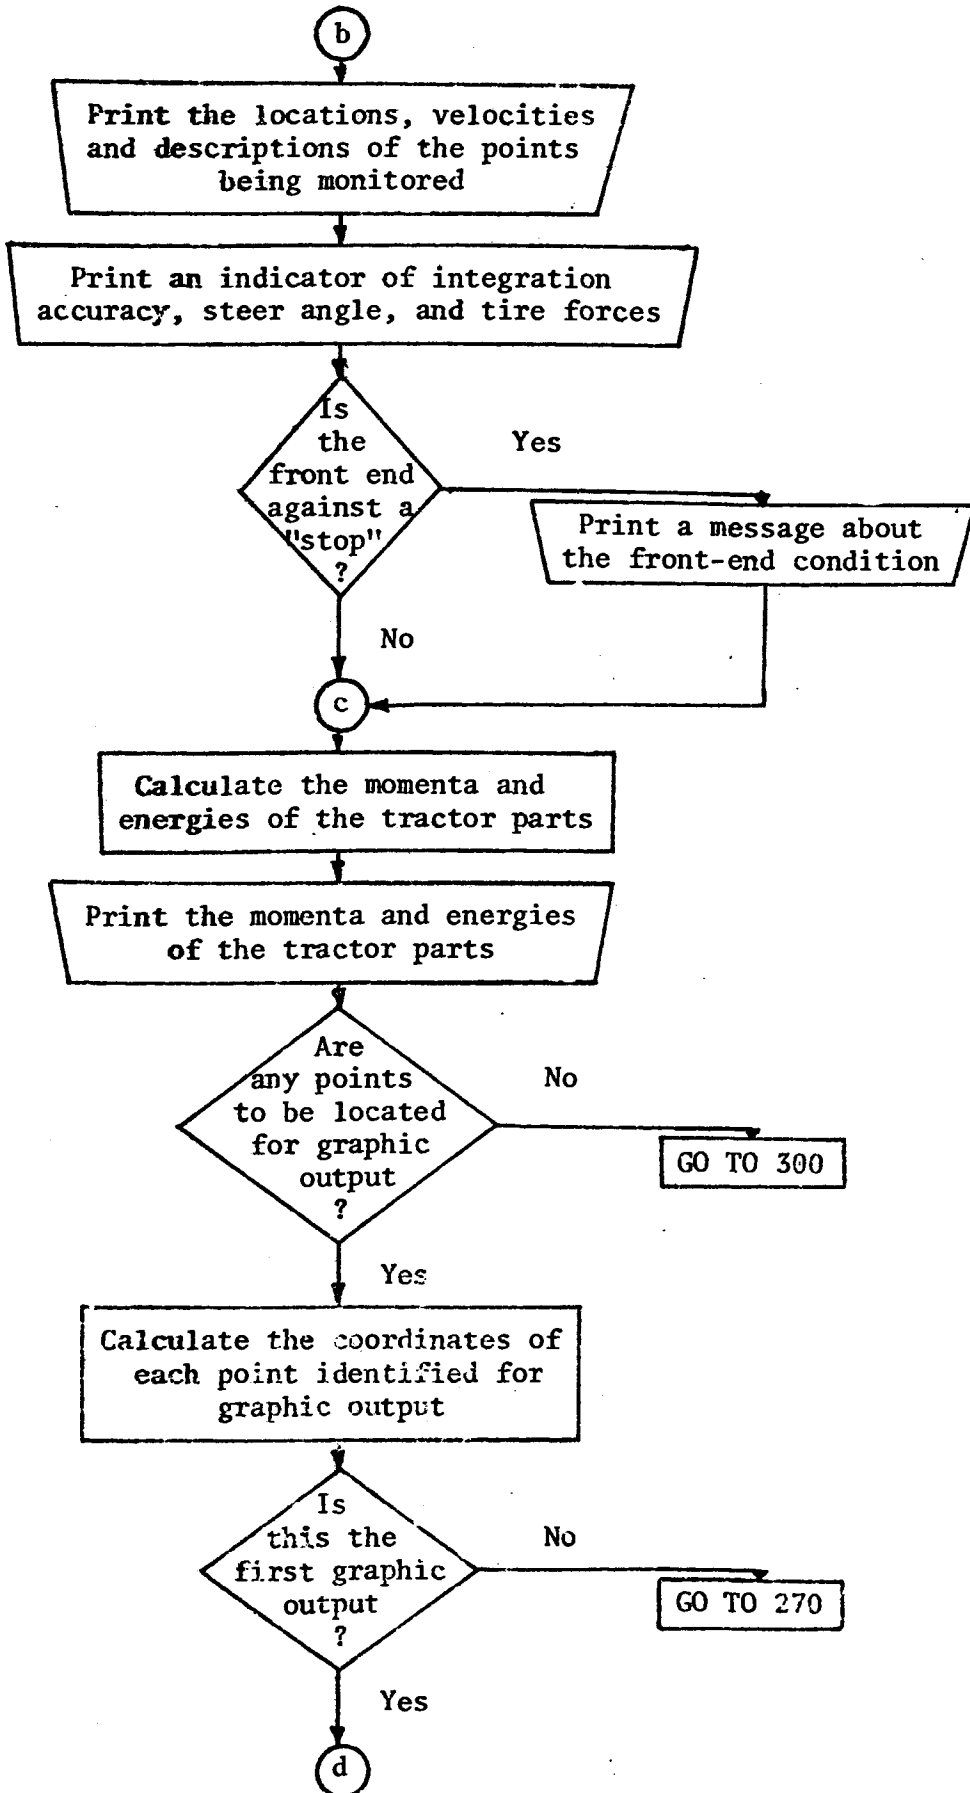 b
Print the locations, velocities
and descriptions of the points
being monitored
Print an indicator of integration
accuracy, steer angle, and tire forces
Is
the
front end
against a
"stop"
?
Yes
Print a message about
the front-end condition
No
c
Calculate the momenta and
energies of the tractor parts
Print the momenta and energies
of the tractor parts
Are
any points
to be located
for graphic
output
?
No
GO TO 300
Yes
Calculate the coordinates of
each point identified for
graphic output
Is
this the
first graphic
output
?
No
GO TO 270
Yes
d